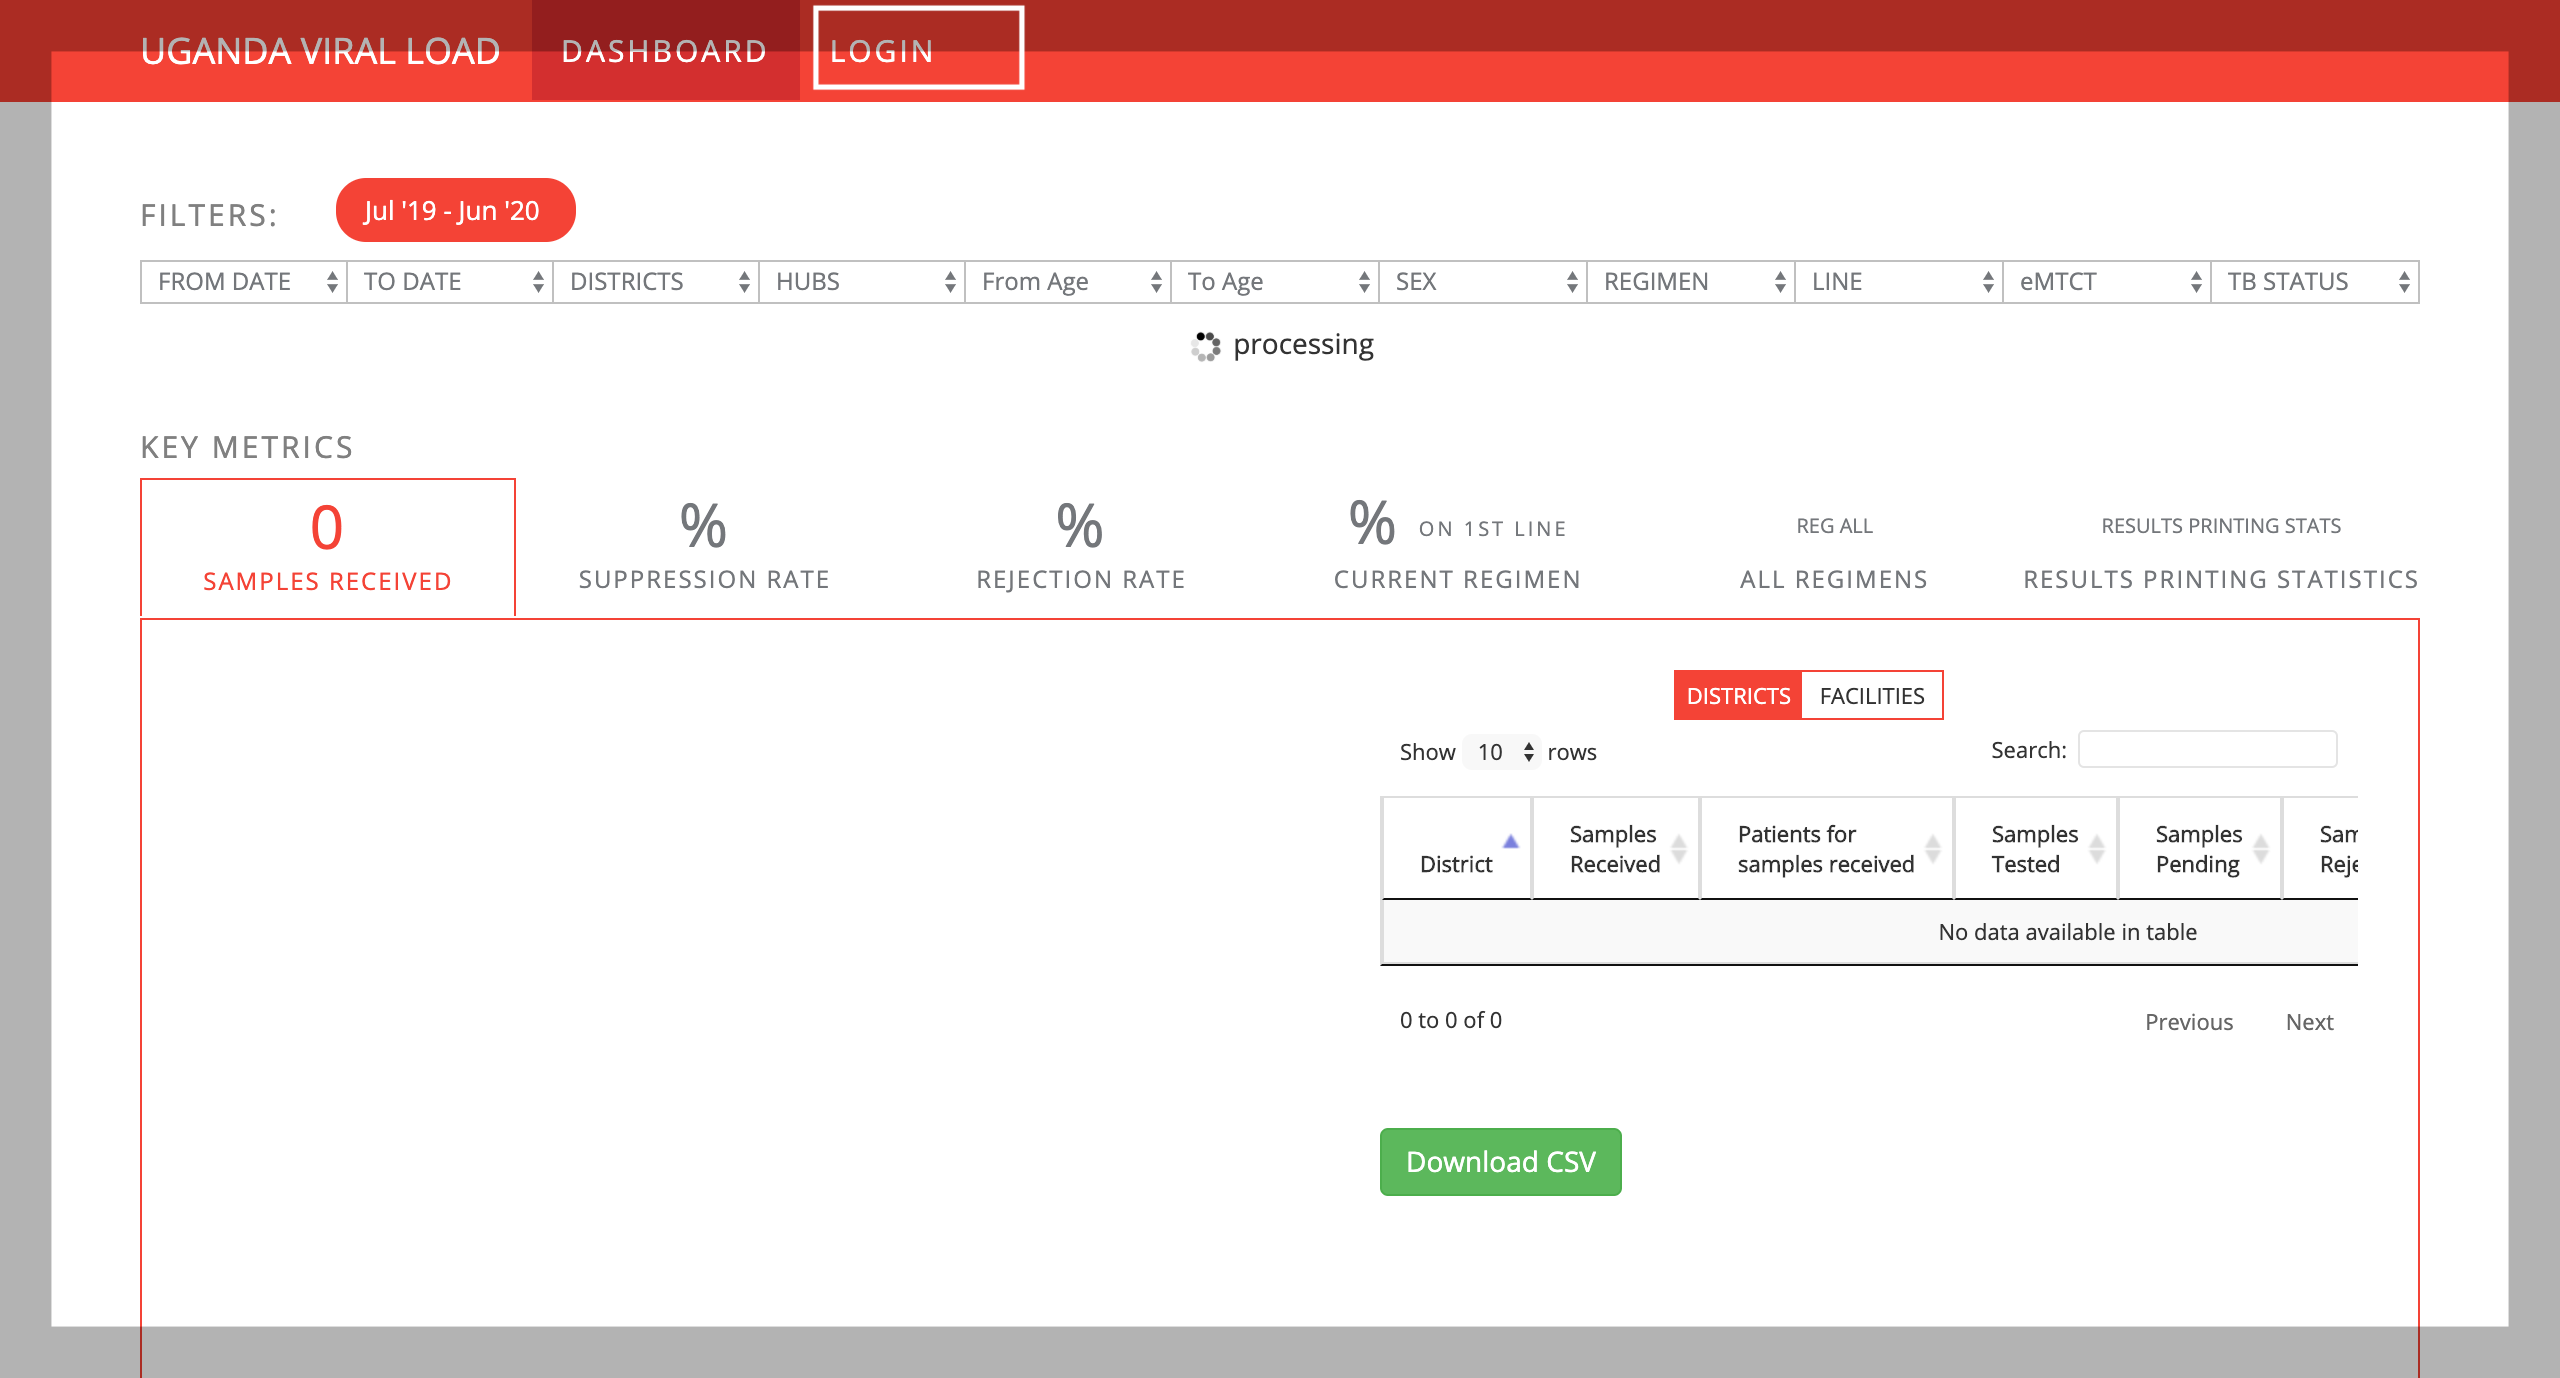 UGANDA VIRAL LOAD DASHBOARD LOGIN
FILTERS: Jul '19 - Jun '20
FROM DATE TO DATE DISTRICTS HUBS From Age To Age SEX REGIMEN LINE eMTCT TB STATUS
processing
KEY METRICS
0
SAMPLES RECEIVED
%
SUPPRESSION RATE
%
REJECTION RATE
% ON 1ST LINE
CURRENT REGIMEN
REG ALL
ALL REGIMENS
RESULTS PRINTING STATS
RESULTS PRINTING STATISTICS
DISTRICTS FACILITIES
Show 10 rows Search:
District
Samples
Received
Patients for
samples received
Samples
Tested
Samples
Pending
Sam
Reje
No data available in table
0 to 0 of 0 Previous Next
Download CSV